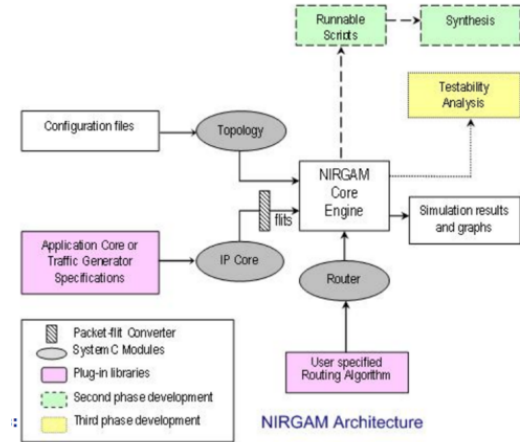 Runnable
Scripts
Synthesis
Testability
Analysis
Configuration files
Topology
NIRGAM
Core
Engine
flits
Simulation results
and graphs
Application Core or
Traffic Generator
Specifications
IP Core
Router
Packet-flit Converter
System C Modules
Plug-in libraries
Second phase development
Third phase development
User specified
Routing Algorithm
:
NIRGAM Architecture